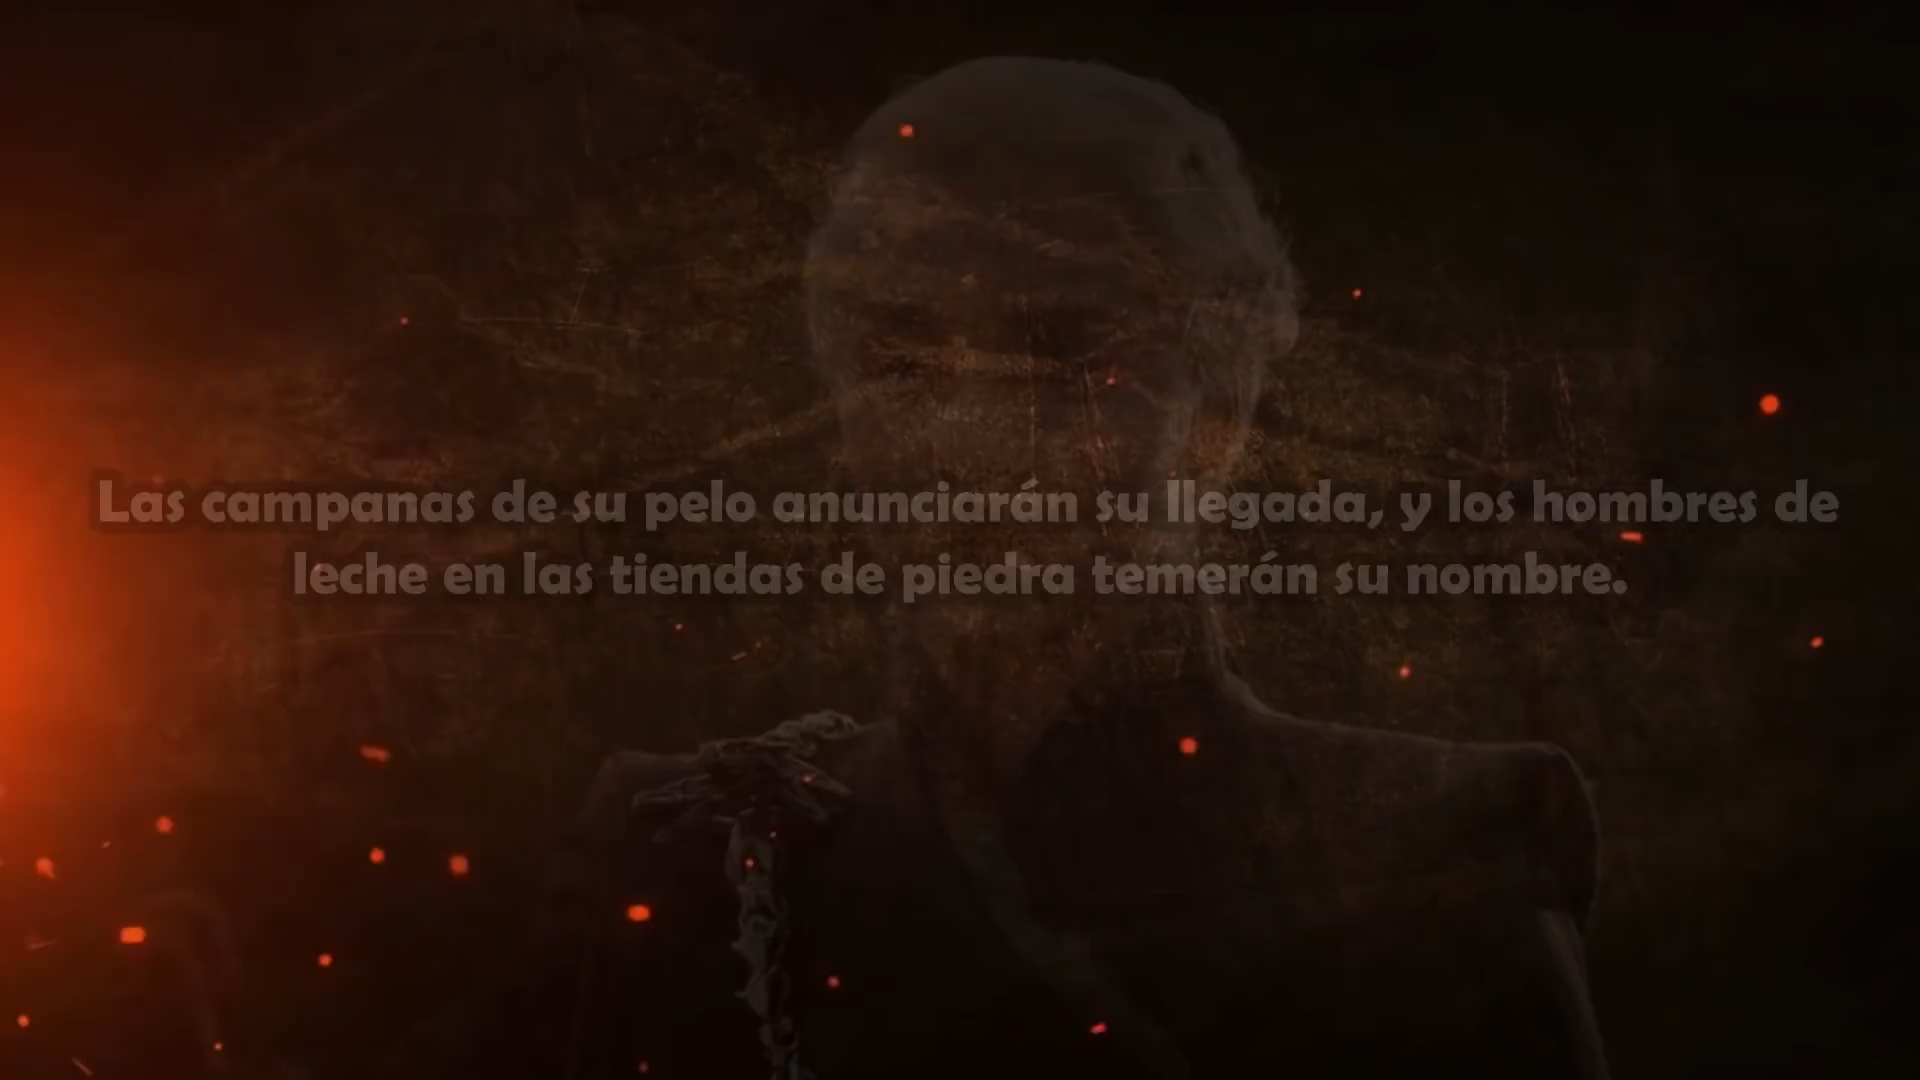 Las campanas de su pelo anunciarán su llegada, y los hombres de
leche en las tiendas de piedra temerán su nombre.